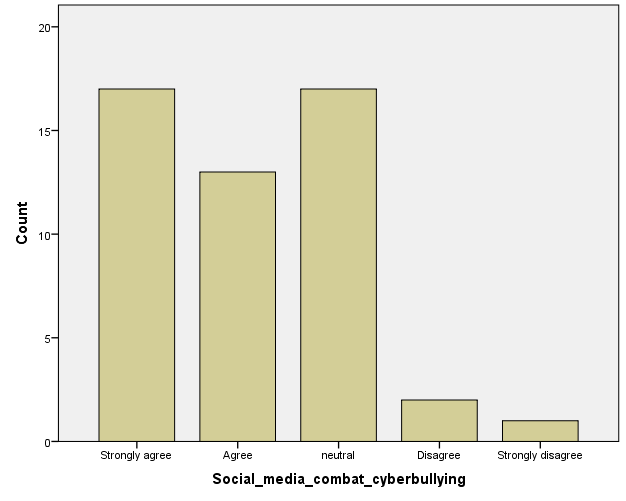 20
15
10
5
0
Count
Strongly agree Agree neutral Disagree Strongly disagree
Social_media_combat_cyberbullying